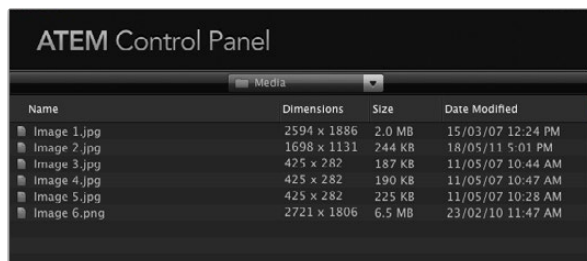 ATEM Control Panel
Media
Name Dimensions Size Date Modified
Image 1.jpg 2594 x 1886 2.0 MB 15/03/07 12:24 PM
Image 2.jpg 1698 x 1131 244 KB 18/05/11 5:01 PM
Image 3.jpg 425 x 282 187 KB 11/05/07 10:44 AM
Image 4.jpg 425 x 282 190 KB 11/05/07 10:47 AM
Image 5.jpg 425 x 282 225 KB 11/05/07 10:28 AM
Image 6.png 2721 x 1806 6.5 MB 23/02/10 11:47 AM